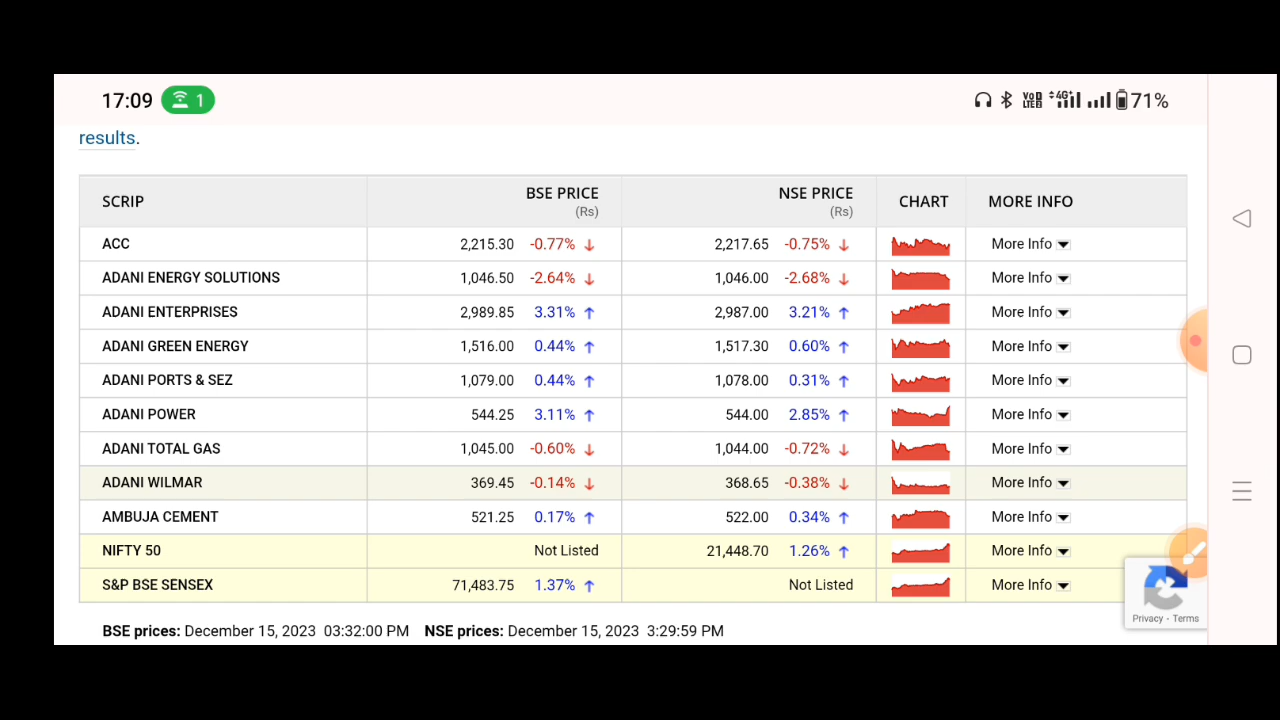 17:09 1 VoD LTED 4G+ 71%
results.
SCRIP BSE PRICE (Rs) NSE PRICE (Rs) CHART MORE INFO
ACC 2,215.30 -0.77% ↓ 2,217.65 -0.75% ↓ More Info
ADANI ENERGY SOLUTIONS 1,046.50 -2.64% ↓ 1,046.00 -2.68% ↓ More Info
ADANI ENTERPRISES 2,989.85 3.31% ↑ 2,987.00 3.21% ↑ More Info
ADANI GREEN ENERGY 1,516.00 0.44% ↑ 1,517.30 0.60% ↑ More Info
ADANI PORTS & SEZ 1,079.00 0.44% ↑ 1,078.00 0.31% ↑ More Info
ADANI POWER 544.25 3.11% ↑ 544.00 2.85% ↑ More Info
ADANI TOTAL GAS 1,045.00 -0.60% ↓ 1,044.00 -0.72% ↓ More Info
ADANI WILMAR 369.45 -0.14% ↓ 368.65 -0.38% ↓ More Info
AMBUJA CEMENT 521.25 0.17% ↑ 522.00 0.34% ↑ More Info
NIFTY 50 Not Listed 21,448.70 1.26% ↑ More Info
S&P BSE SENSEX 71,483.75 1.37% ↑ Not Listed More Info
Privacy - Terms
BSE prices: December 15, 2023 03:32:00 PM NSE prices: December 15, 2023 3:29:59 PM